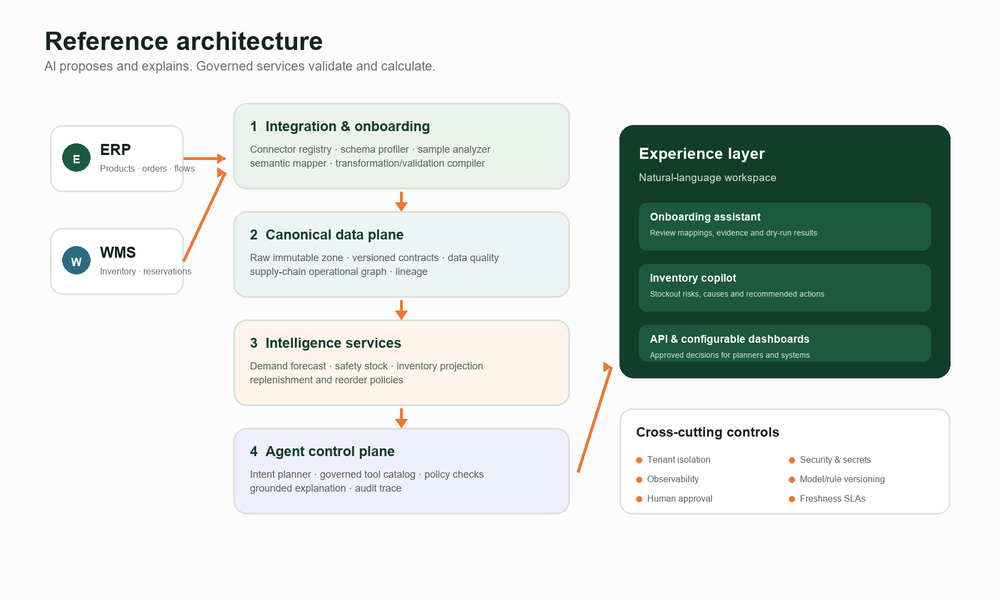 Reference architecture
AI proposes and explains. Governed services validate and calculate.
E
ERP
Products · orders · flows
W
WMS
Inventory · reservations
1 Integration & onboarding
Connector registry · schema profiler · sample analyzer
semantic mapper · transformation/validation compiler
2 Canonical data plane
Raw immutable zone · versioned contracts · data quality
supply-chain operational graph · lineage
3 Intelligence services
Demand forecast · safety stock · inventory projection
replenishment and reorder policies
4 Agent control plane
Intent planner · governed tool catalog · policy checks
grounded explanation · audit trace
Experience layer
Natural-language workspace
Onboarding assistant
Review mappings, evidence and dry-run results
Inventory copilot
Stockout risks, causes and recommended actions
API & configurable dashboards
Approved decisions for planners and systems
Cross-cutting controls
Tenant isolation
Security & secrets
Observability
Model/rule versioning
Human approval
Freshness SLAs